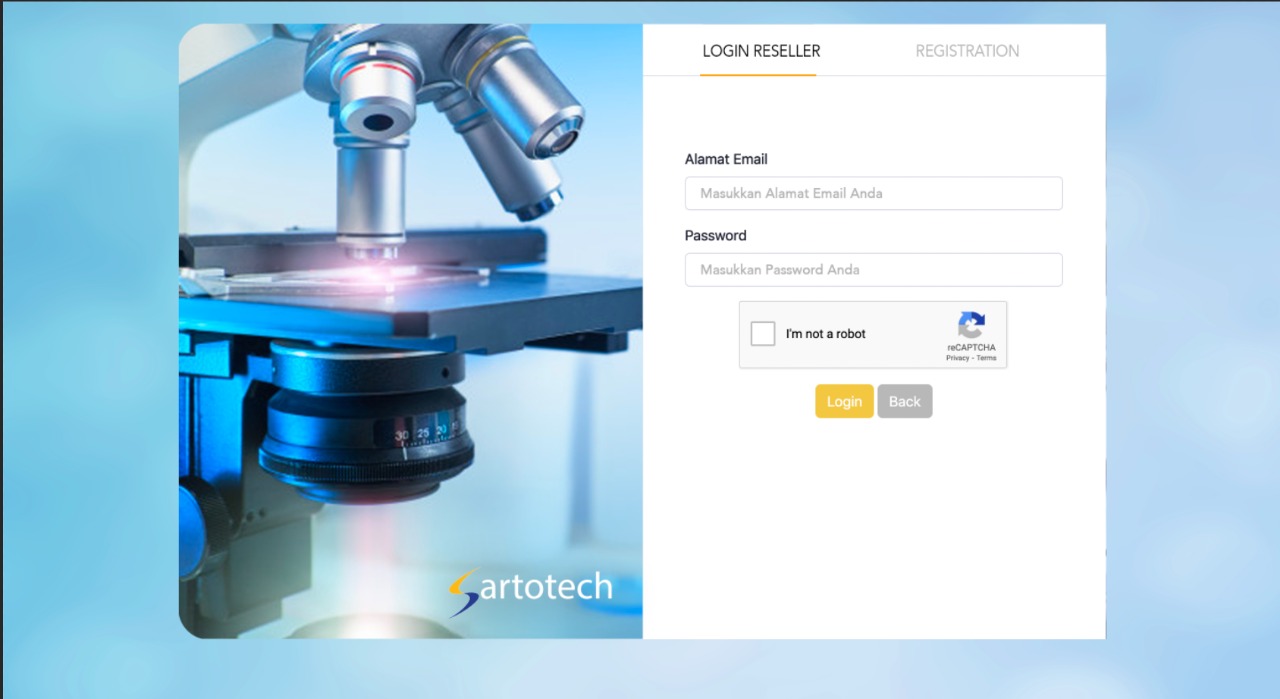 LOGIN RESELLER
REGISTRATION
Alamat Email
Masukkan Alamat Email Anda
Password
Masukkan Password Anda
I'm not a robot
reCAPTCHA
Privacy - Terms
Login
Back
30 25 20
Sartotech